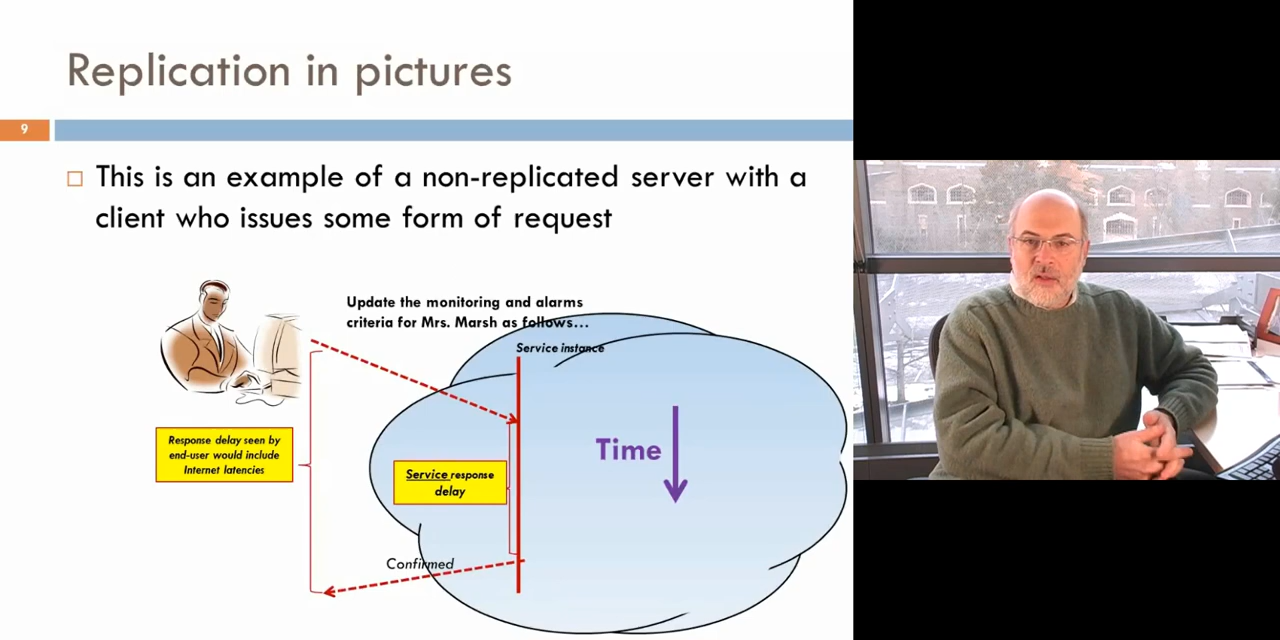 Replication in pictures
9
This is an example of a non-replicated server with a
client who issues some form of request
Update the monitoring and alarms
criteria for Mrs. Marsh as follows…
Service instance
Time
Response delay seen by
end-user would include
Internet latencies
Service response
delay
Confirmed